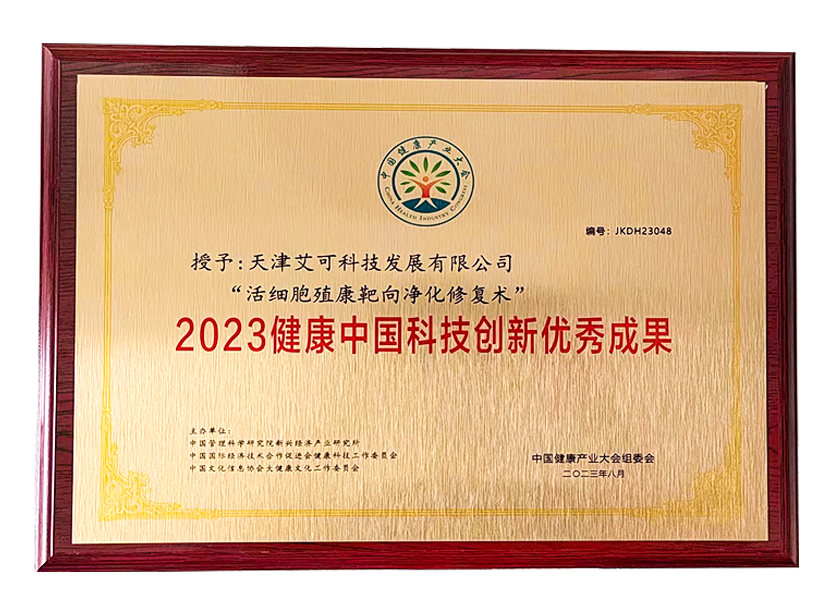 中国健康产业大会
CHINA HEALTH INDUSTRY CONGRESS
编号：JKDH23048
授予：天津艾可科技发展有限公司
“活细胞殖康靶向净化修复术”
2023健康中国科技创新优秀成果
主办单位：
中国管理科学研究院新兴经济产业研究所
中国国际经济技术合作促进会健康科技工作委员会
中国文化信息协会大健康文化工作委员会
中国健康产业大会组委会
二〇二三年八月